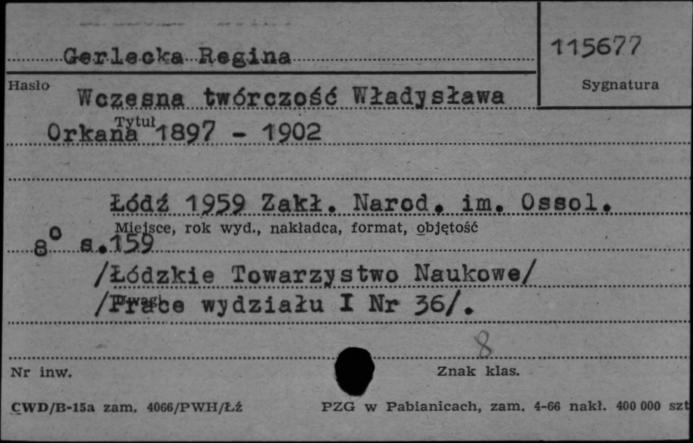 Gerlecka Regina
115677
Hasło
Sygnatura
Wczesna twórczość Władysława
Tytuł
Orkana 1897 - 1902
Łódź 1959 Zakł. Narod. im. Ossol.
Miejsce, rok wyd., nakładca, format, objętość
8° s.159
/Łódzkie Towarzystwo Naukowe/
Uwagi
/Prace wydziału I Nr 36/.
8
Nr inw.
Znak klas.
CWD/B-15a zam. 4066/PWH/Łź
PZG w Pabianicach, zam. 4-66 nakł. 400 000 szt